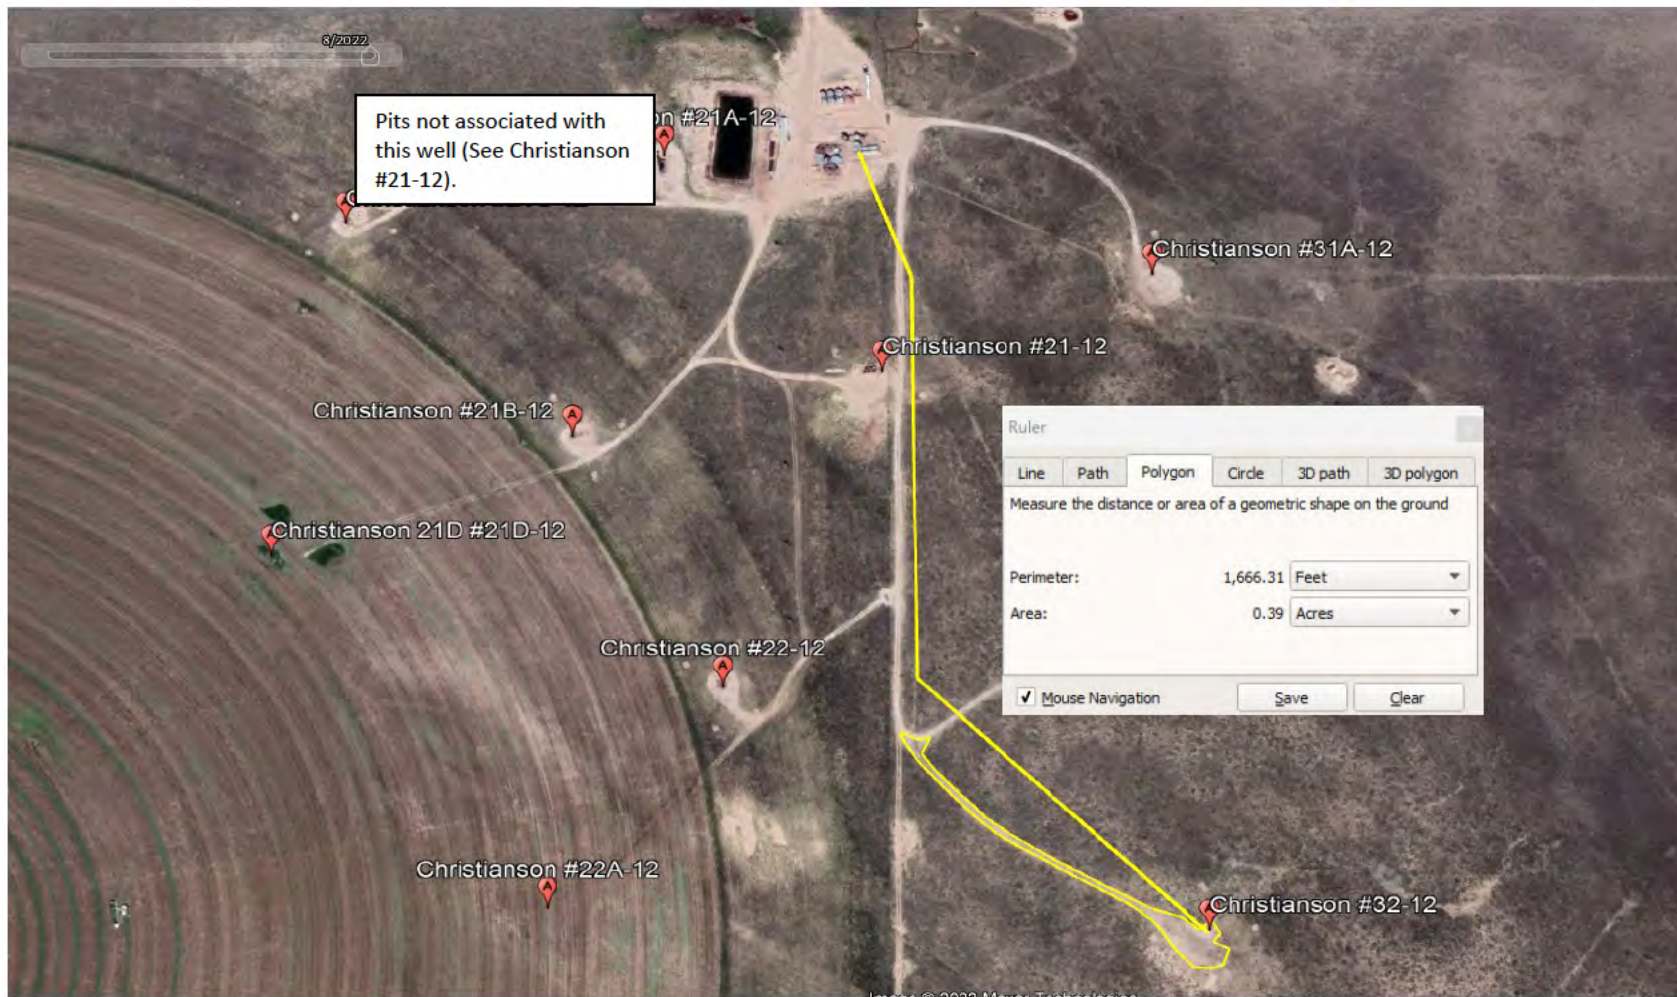 8/2022
Pits not associated with
this well (See Christianson
#21-12).
on #21A-12
Christianson #31A-12
Christianson #21-12
Christianson #21B-12
Christianson 21D #21D-12
Christianson #22-12
Christianson #22A-12
Christianson #32-12
Ruler
Line Path Polygon Circle 3D path 3D polygon
Measure the distance or area of a geometric shape on the ground
Perimeter: 1,666.31 Feet
Area: 0.39 Acres
Mouse Navigation Save Clear